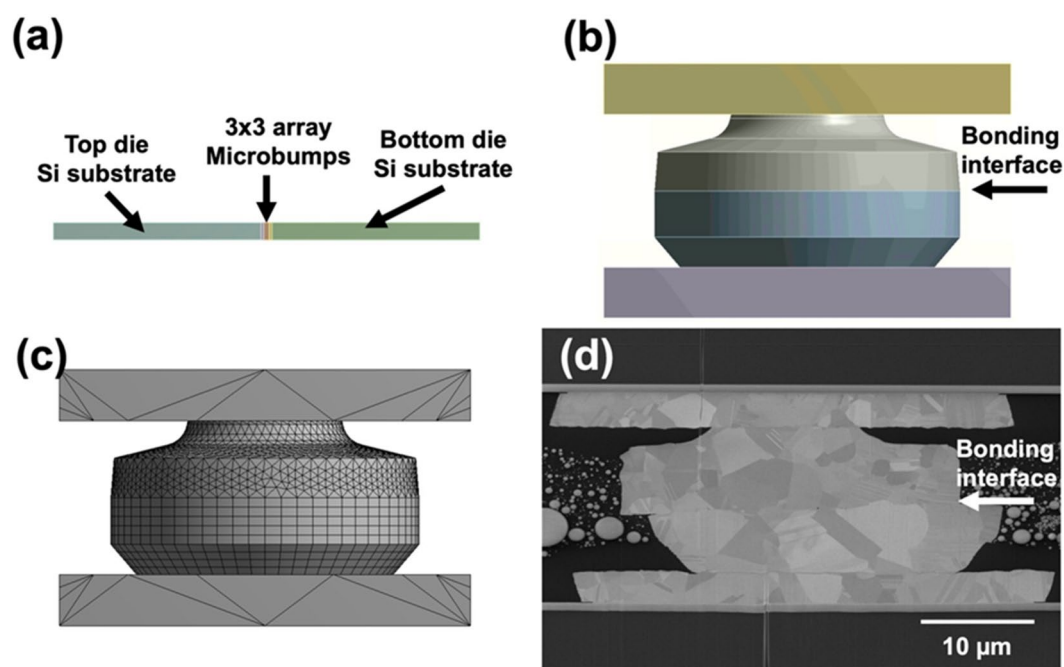 (a)
Top die
Si substrate
3x3 array
Microbumps
Bottom die
Si substrate
(b)
Bonding
interface
(c)
(d)
Bonding
interface
10 µm